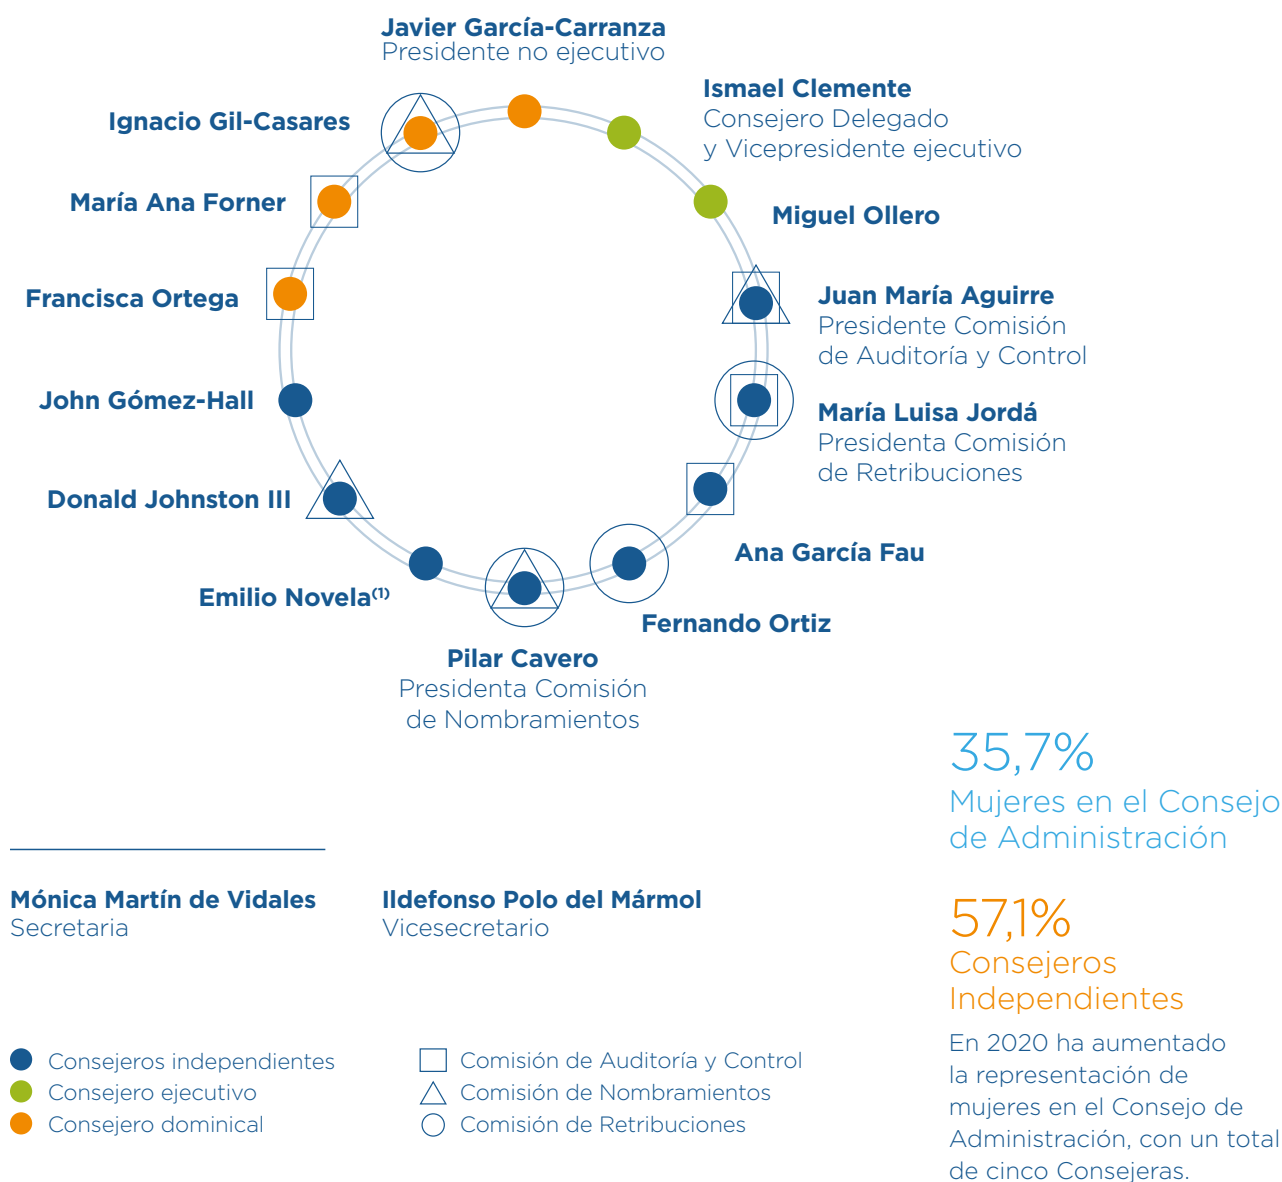 Javier García-Carranza
Presidente no ejecutivo
Ismael Clemente
Consejero Delegado
y Vicepresidente ejecutivo
Ignacio Gil-Casares
María Ana Forner
Miguel Ollero
Francisca Ortega
Juan María Aguirre
Presidente Comisión
de Auditoría y Control
John Gómez-Hall
María Luisa Jordá
Presidenta Comisión
de Retribuciones
Donald Johnston III
Ana García Fau
Emilio Novela(1)
Fernando Ortiz
Pilar Cavero
Presidenta Comisión
de Nombramientos
35,7%
Mujeres en el Consejo
de Administración
Mónica Martín de Vidales
Secretaria
Ildefonso Polo del Mármol
Vicesecretario
57,1%
Consejeros
Independientes
En 2020 ha aumentado
la representación de
mujeres en el Consejo de
Administración, con un total
de cinco Consejeras.
Consejeros independientes
Consejero ejecutivo
Consejero dominical
Comisión de Auditoría y Control
Comisión de Nombramientos
Comisión de Retribuciones